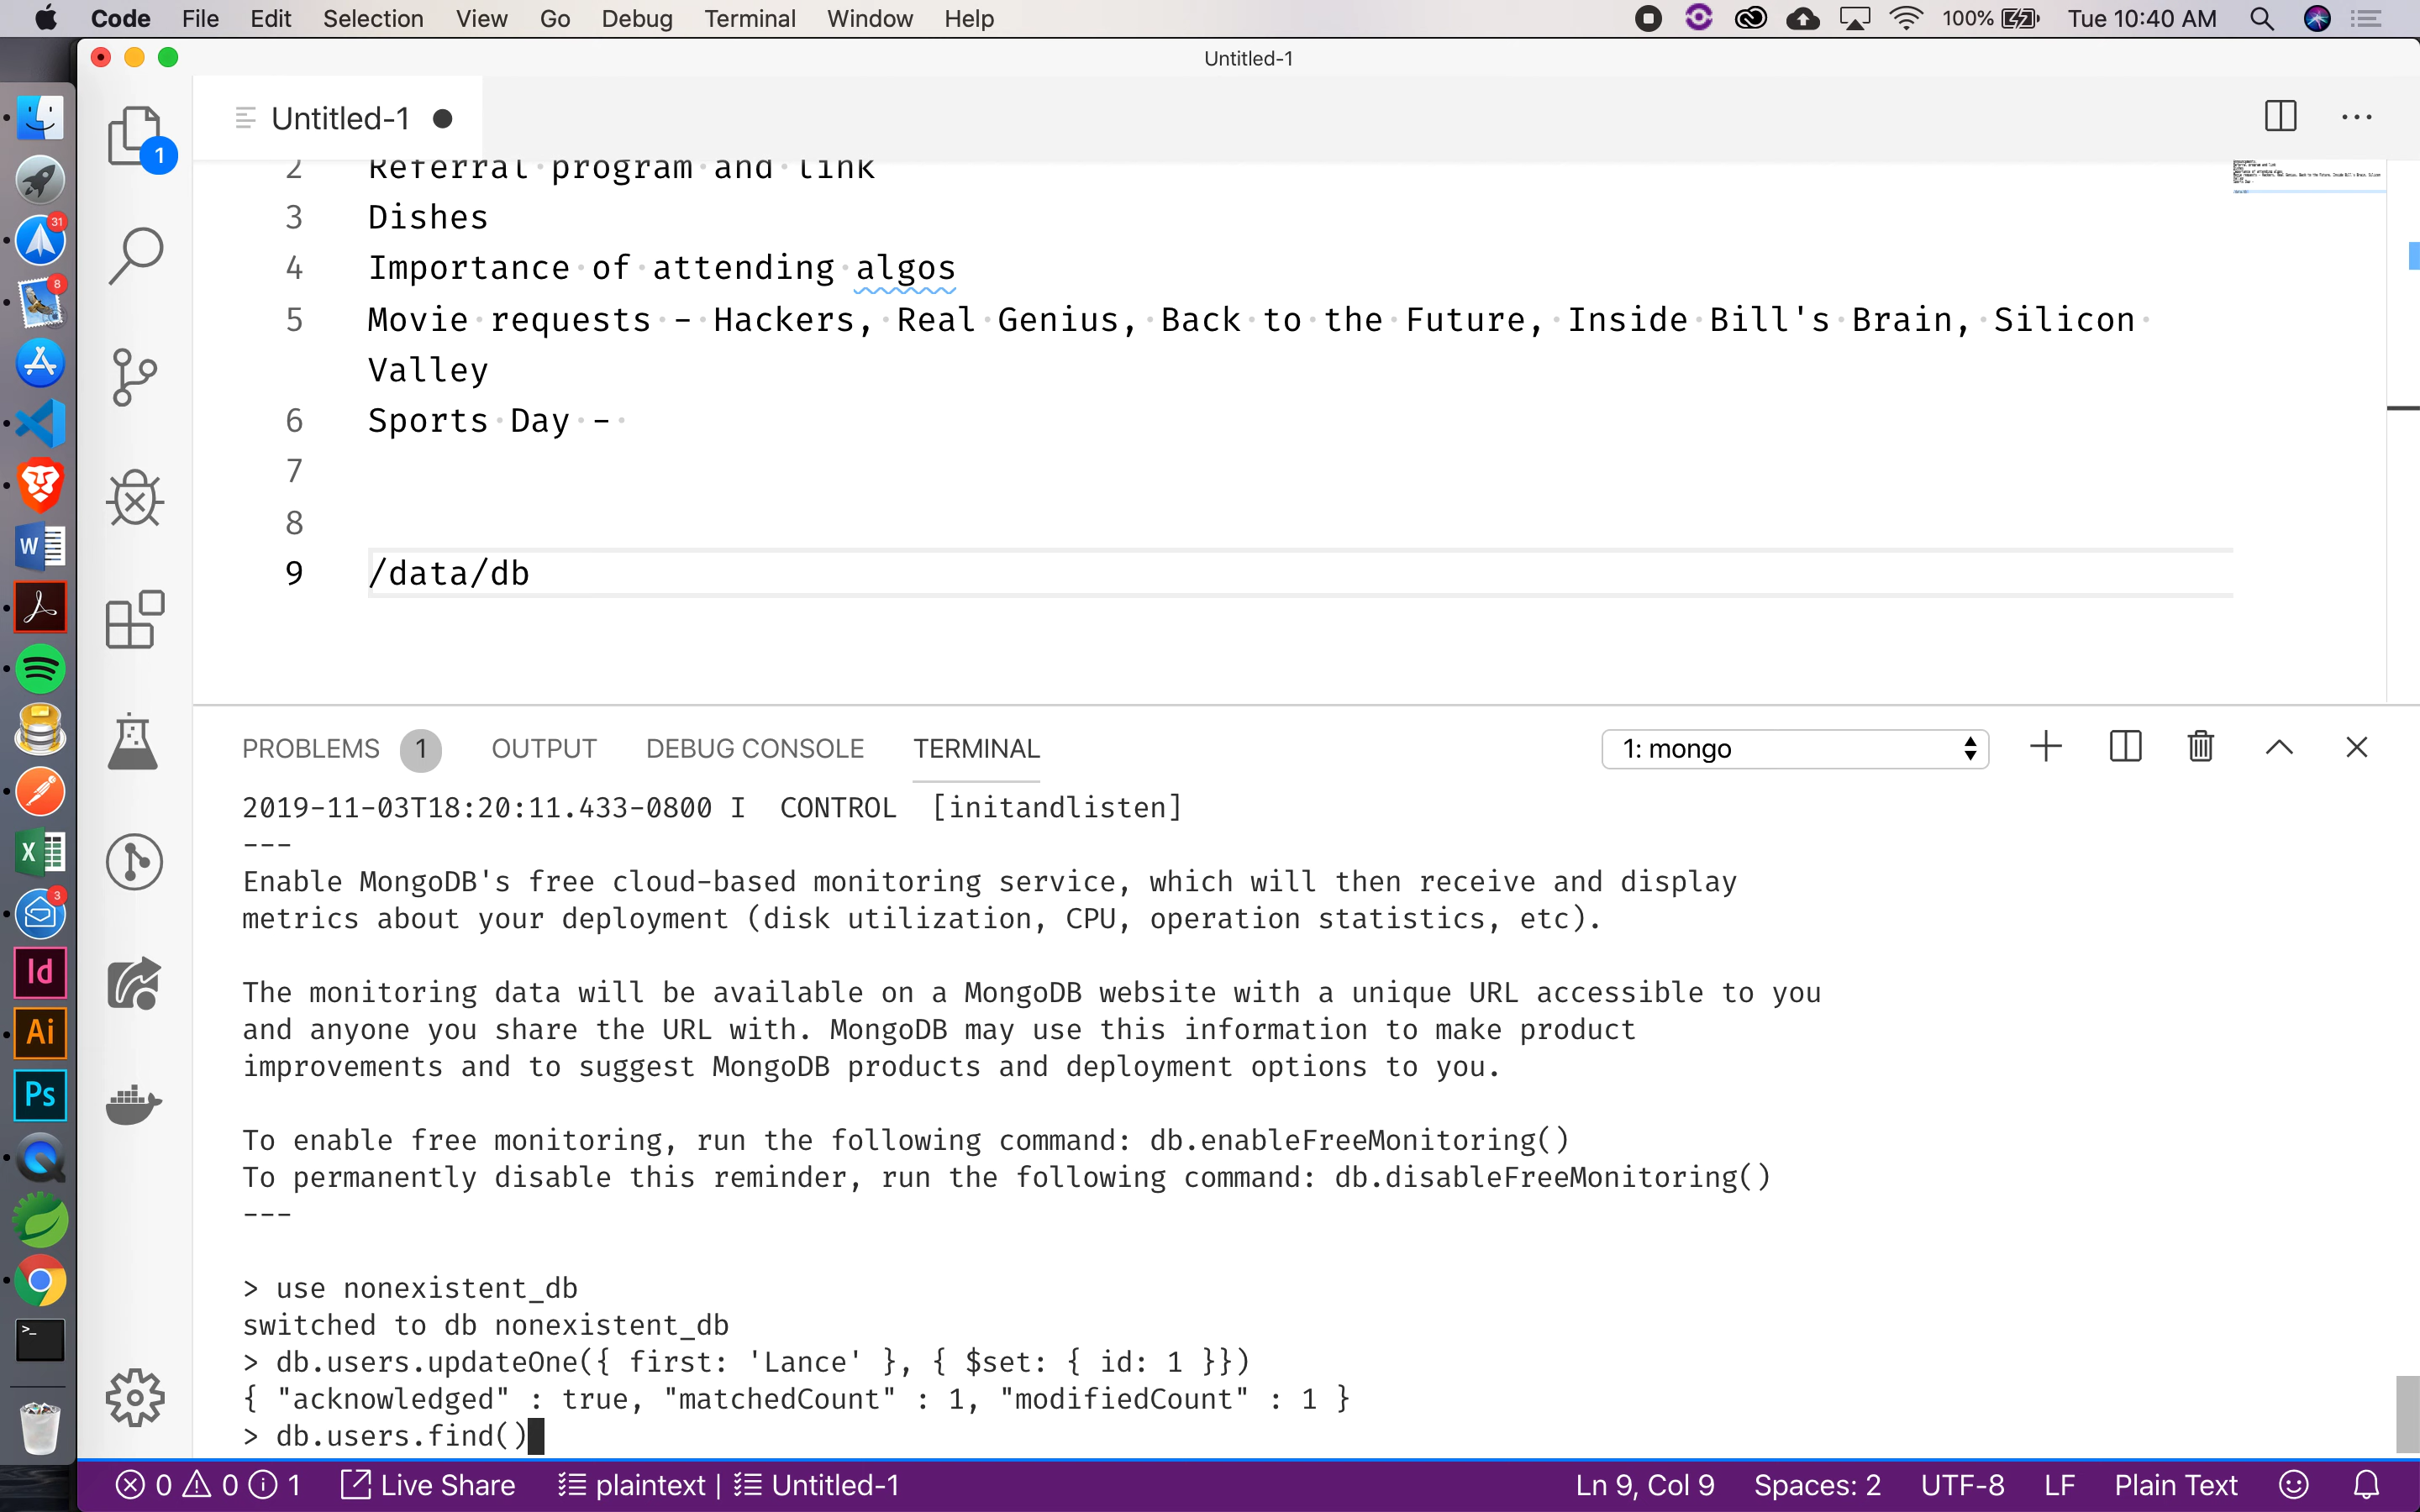 Code File Edit Selection View Go Debug Terminal Window Help 100% Tue 10:40 AM
Untitled-1
Untitled-1
1
31
8
3
2 Referral program and link
3 Dishes
4 Importance of attending algos
5 Movie requests - Hackers, Real Genius, Back to the Future, Inside Bill's Brain, Silicon
Valley
6 Sports Day -
7
8
9 /data/db
PROBLEMS 1 OUTPUT DEBUG CONSOLE TERMINAL 1: mongo
2019-11-03T18:20:11.433-0800 I  CONTROL  [initandlisten]
---
Enable MongoDB's free cloud-based monitoring service, which will then receive and display
metrics about your deployment (disk utilization, CPU, operation statistics, etc).
The monitoring data will be available on a MongoDB website with a unique URL accessible to you
and anyone you share the URL with. MongoDB may use this information to make product
improvements and to suggest MongoDB products and deployment options to you.
To enable free monitoring, run the following command: db.enableFreeMonitoring()
To permanently disable this reminder, run the following command: db.disableFreeMonitoring()
---
> use nonexistent_db
switched to db nonexistent_db
> db.users.updateOne({ first: 'Lance' }, { $set: { id: 1 }})
{ "acknowledged" : true, "matchedCount" : 1, "modifiedCount" : 1 }
> db.users.find()
W
X
Id
Ai
Ps
>_
0 0 1 Live Share plaintext | Untitled-1 Ln 9, Col 9 Spaces: 2 UTF-8 LF Plain Text